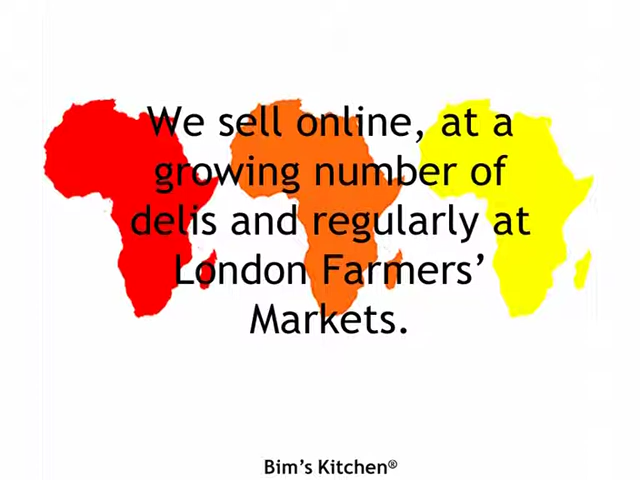 We sell online, at a
growing number of
delis and regularly at
London Farmers’
Markets.
Bim’s Kitchen®